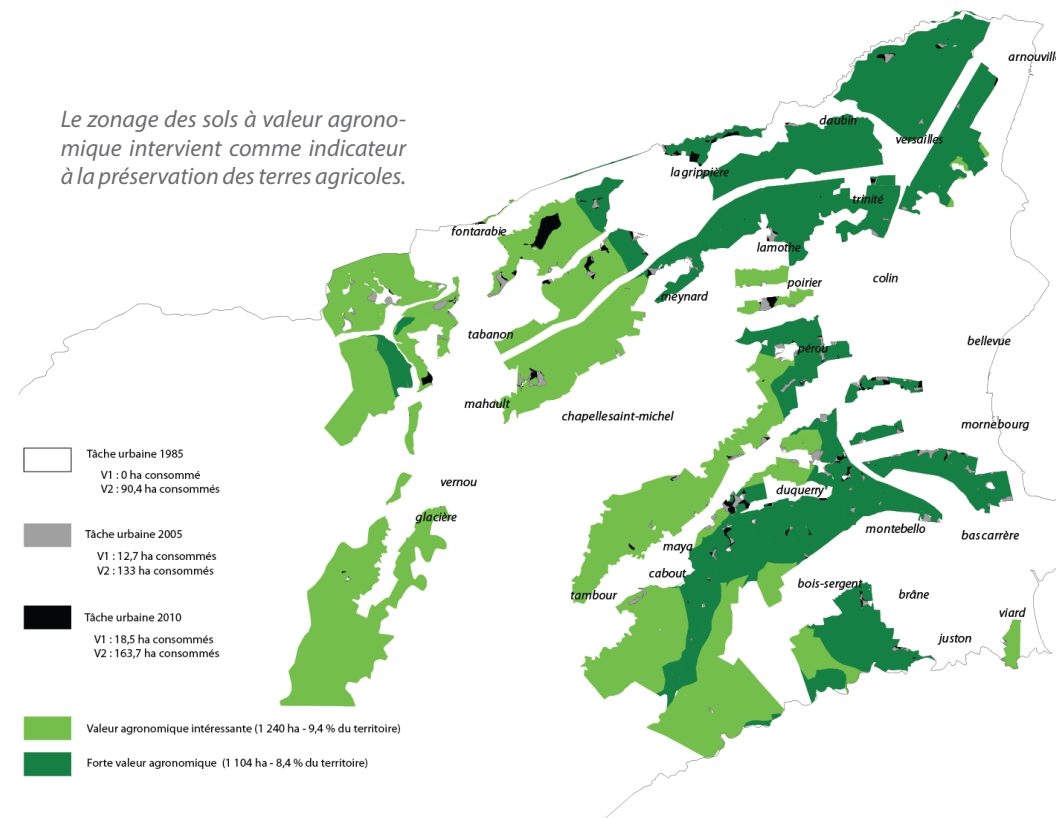 Le zonage des sols à valeur agrono-
mique intervient comme indicateur
à la préservation des terres agricoles.
arnouville
daubin
versailles
lagrippière
trinité
fontarabie
lamothe
colin
poirier
meynard
tabanon
bellevue
pérou
mahault
chapellesaint-michel
mornebourg
vernou
duquerry
glacière
montebello
bascarrère
maya
cabout
bois-sergent
brâne
tambour
viard
juston
Tâche urbaine 1985
V1 : 0 ha consommé
V2 : 90,4 ha consommés
Tâche urbaine 2005
V1 : 12,7 ha consommés
V2 : 133 ha consommés
Tâche urbaine 2010
V1 : 18,5 ha consommés
V2 : 163,7 ha consommés
Valeur agronomique intéressante (1 240 ha - 9,4 % du territoire)
Forte valeur agronomique (1 104 ha - 8,4 % du territoire)